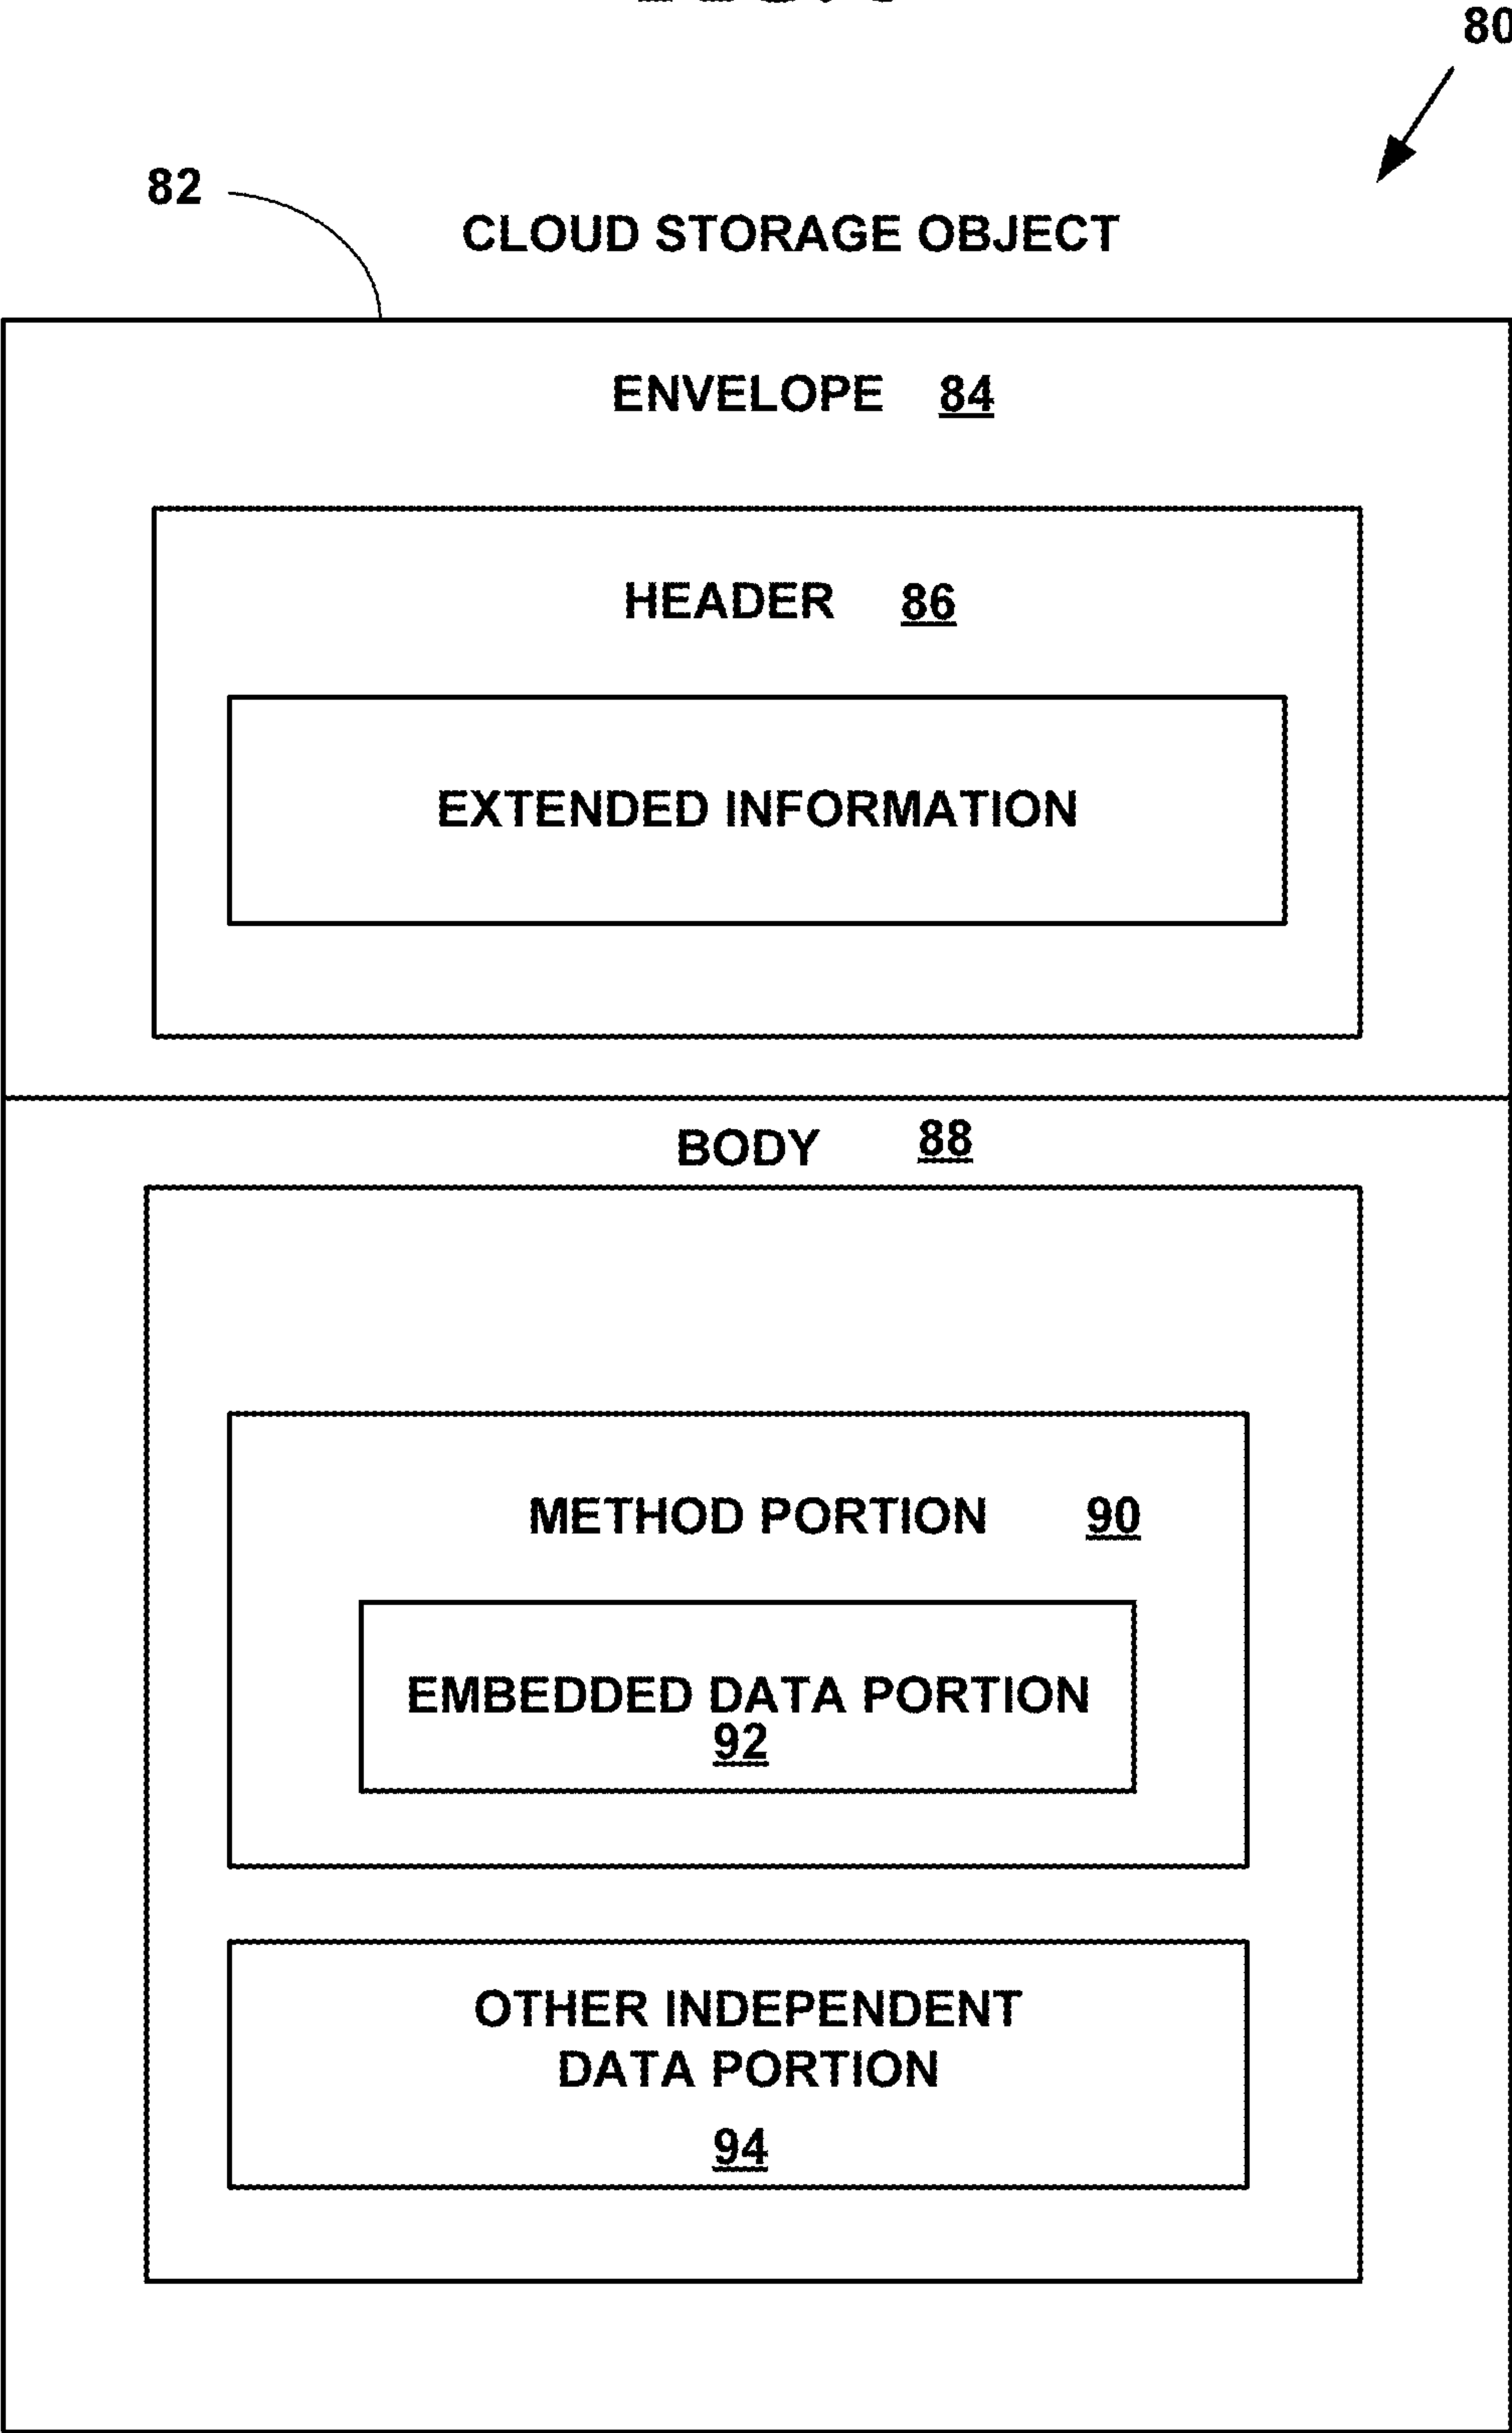 80
82
CLOUD STORAGE OBJECT
ENVELOPE 84
HEADER 86
EXTENDED INFORMATION
BODY 88
METHOD PORTION 90
EMBEDDED DATA PORTION
92
OTHER INDEPENDENT
DATA PORTION
94